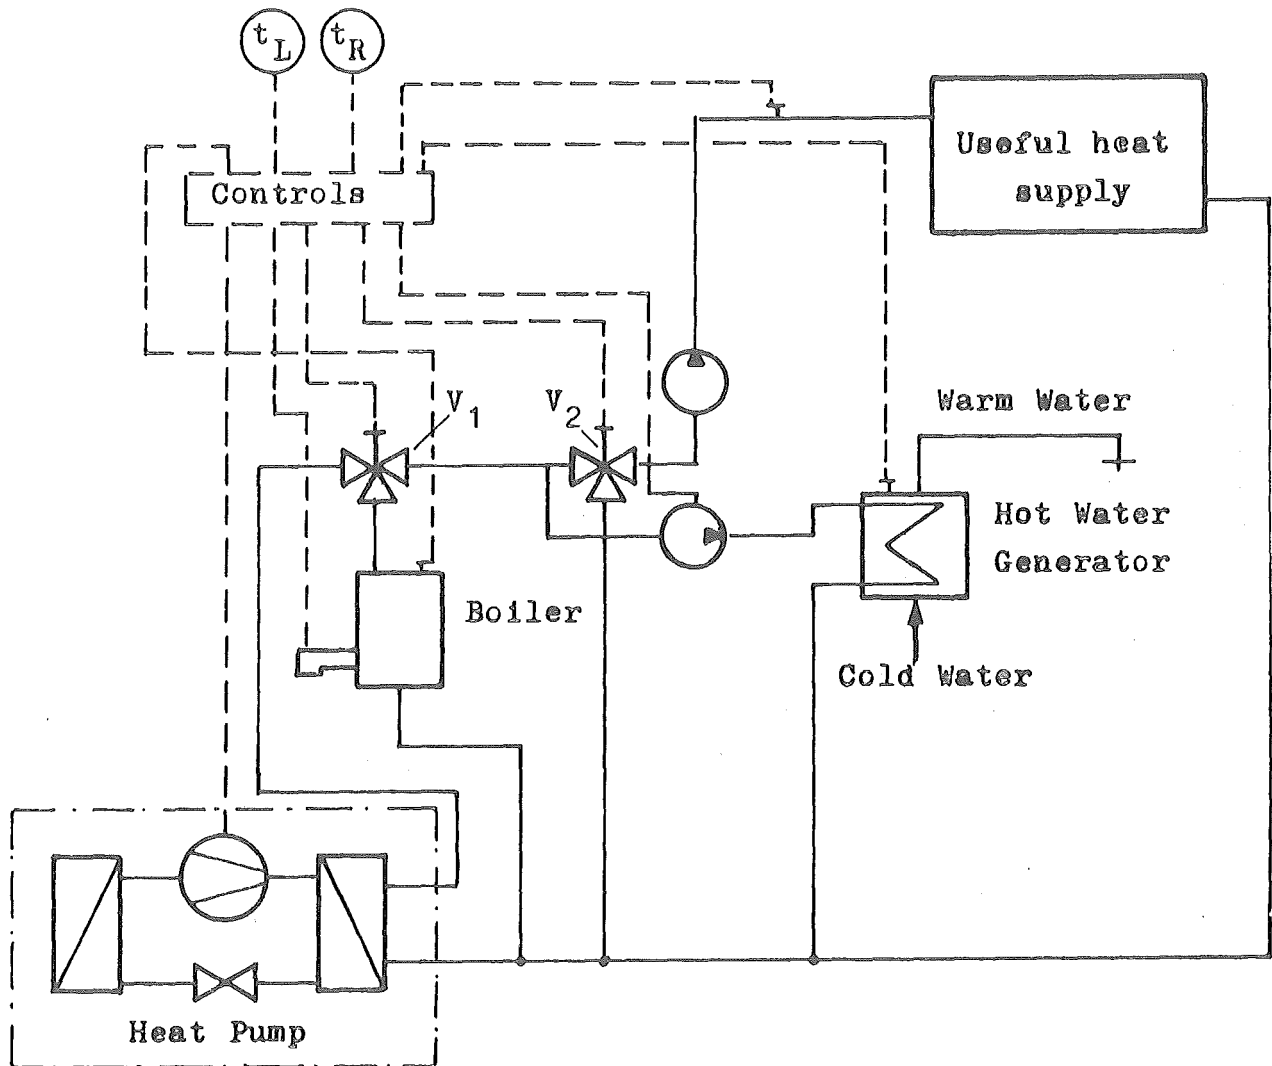 t_L
t_R
Controls
Useful heat
supply
V_1
V_2
Warm Water
Hot Water
Generator
Boiler
Cold Water
Heat Pump